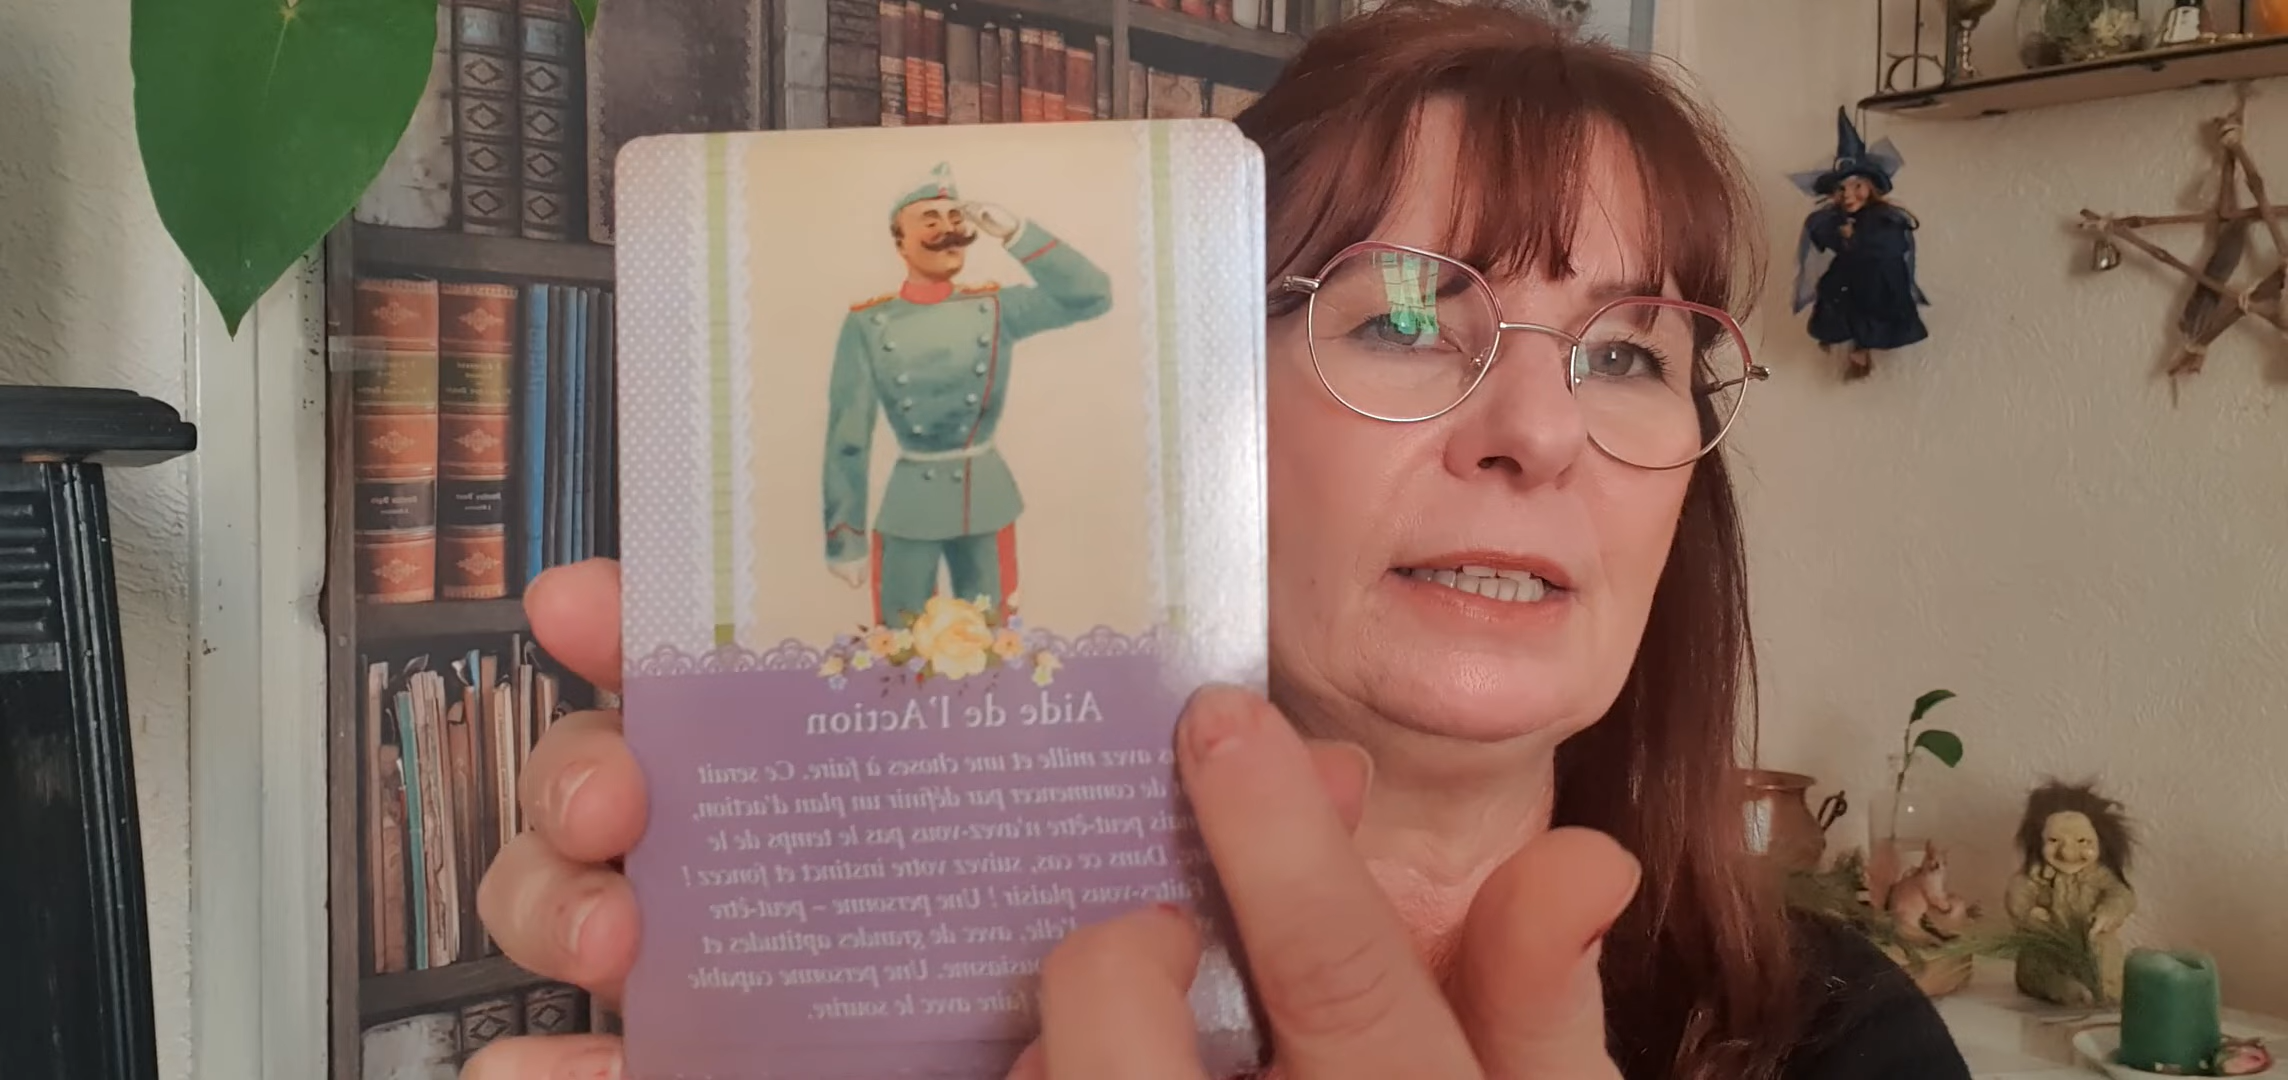 Aide de l'Action
avez mille et une choses à faire. Ce serait
de commencer par définir un plan d'action,
mais peut-être n'avez-vous pas le temps de le
Dans ce cas, suivez votre instinct et foncez !
Faites-vous plaisir ! Une personne – peut-être
l'elle, avec de grandes aptitudes et
Une personne capable
faire avec le sourire.